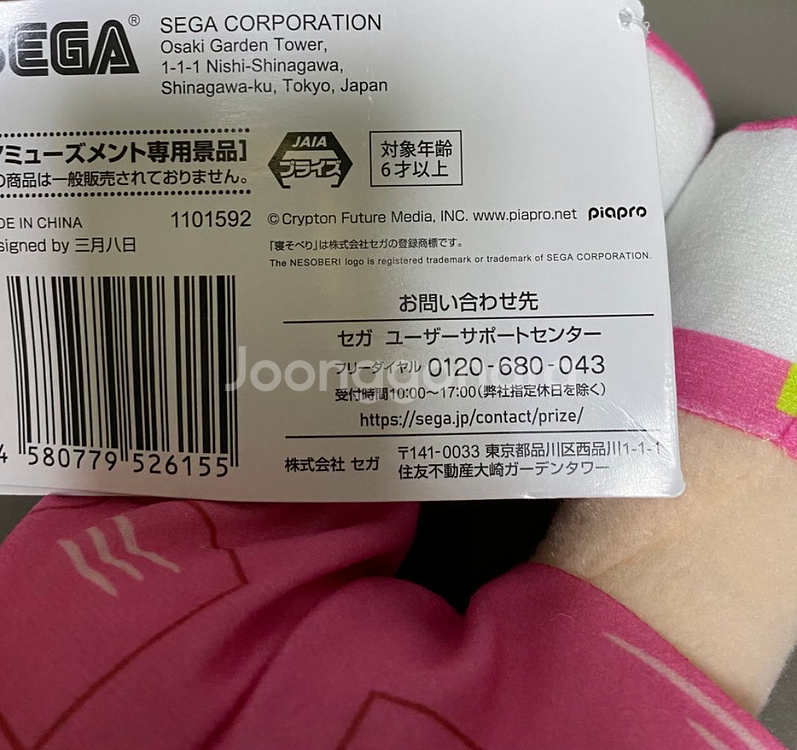 SEGA®
SEGA CORPORATION
Osaki Garden Tower,
1-1-1 Nishi-Shinagawa,
Shinagawa-ku, Tokyo, Japan
ミューズメント専用景品]
商品は一般販売されておりません。
JAIA
プライズ
対象年齢
6才以上
DE IN CHINA
1101592
signed by 三月八日
© Crypton Future Media, INC. www.piapro.net piapro
「寝そべり」は株式会社セガの登録商標です。
The NESOBERI logo is registered trademark or trademark of SEGA CORPORATION.
お問い合わせ先
セガ ユーザーサポートセンター
フリーダイヤル 0120-680-043
受付時間10:00～17:00(弊社指定休日を除く)
https://sega.jp/contact/prize/
株式会社 セガ
〒141-0033 東京都品川区西品川1-1-1
住友不動産大崎ガーデンタワー
4 580779 526155